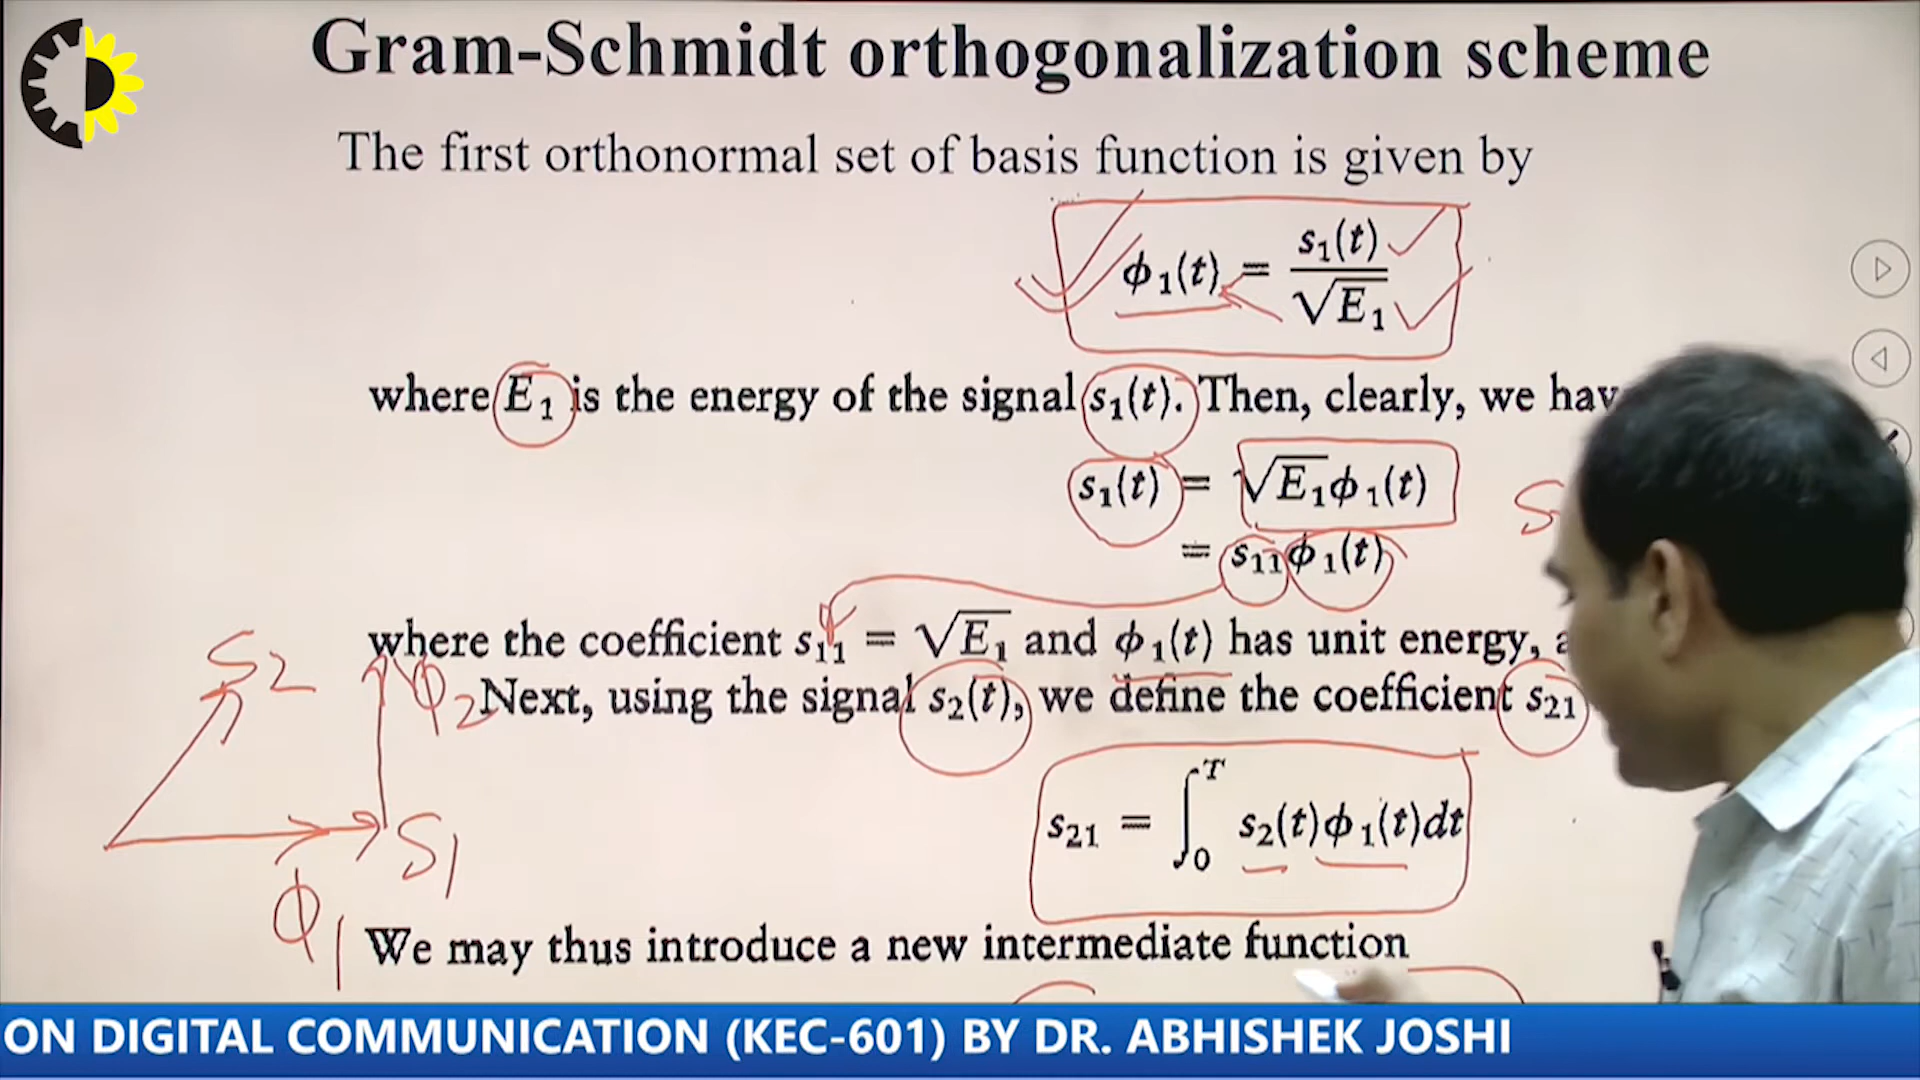 Gram-Schmidt orthogonalization scheme
The first orthonormal set of basis function is given by
ϕ₁(t) = s₁(t) / √E₁
where E₁ is the energy of the signal s₁(t). Then, clearly, we hav
s₁(t) = √E₁ϕ₁(t)
= s₁₁ϕ₁(t)
S
where the coefficient s₁₁ = √E₁ and ϕ₁(t) has unit energy, a
S2
ϕ2
Next, using the signal s₂(t), we define the coefficient s₂₁
s₂₁ = ∫₀ᵀ s₂(t)ϕ₁(t)dt
S1
ϕ1
We may thus introduce a new intermediate function
ON DIGITAL COMMUNICATION (KEC-601) BY DR. ABHISHEK JOSHI